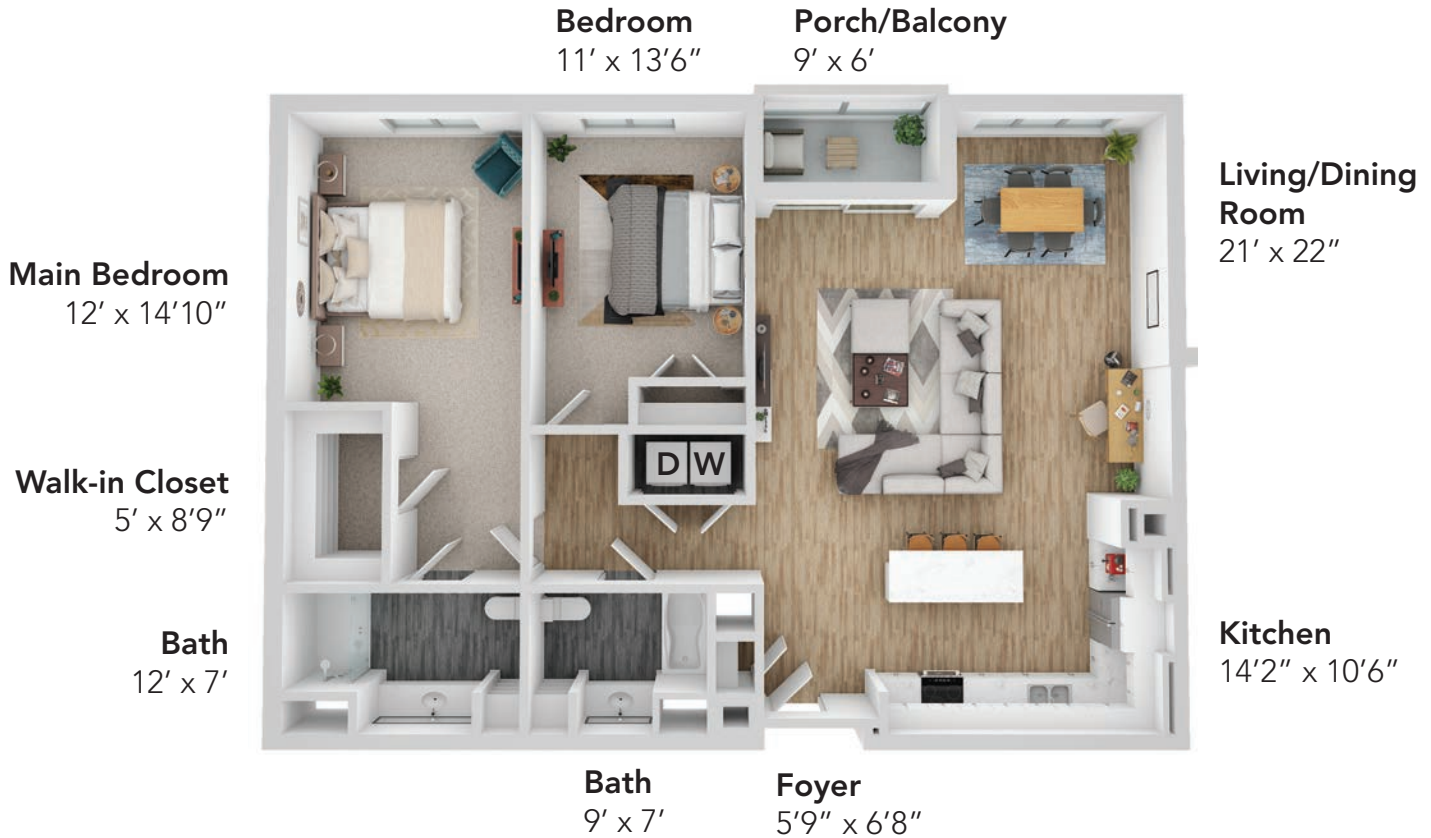 Bedroom
11’ x 13’6”
Porch/Balcony
9’ x 6’
Living/Dining
Room
21’ x 22”
Main Bedroom
12’ x 14’10”
Walk-in Closet
5’ x 8’9”
D W
Bath
12’ x 7’
Kitchen
14’2” x 10’6”
Bath
9’ x 7’
Foyer
5’9” x 6’8”